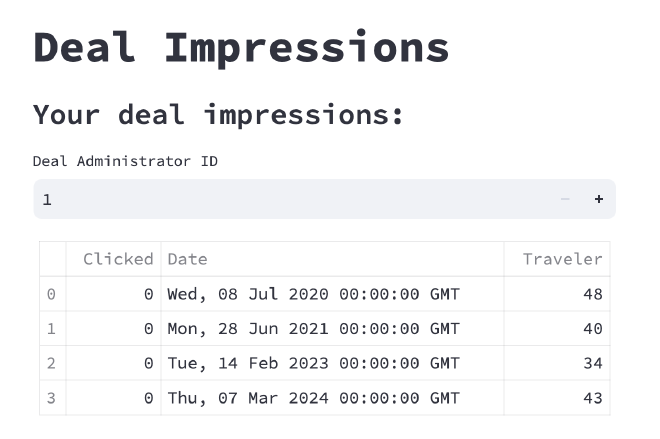 Deal Impressions
Your deal impressions:
Deal Administrator ID
1 − +
Clicked Date Traveler
0 0 Wed, 08 Jul 2020 00:00:00 GMT 48
1 0 Mon, 28 Jun 2021 00:00:00 GMT 40
2 0 Tue, 14 Feb 2023 00:00:00 GMT 34
3 0 Thu, 07 Mar 2024 00:00:00 GMT 43